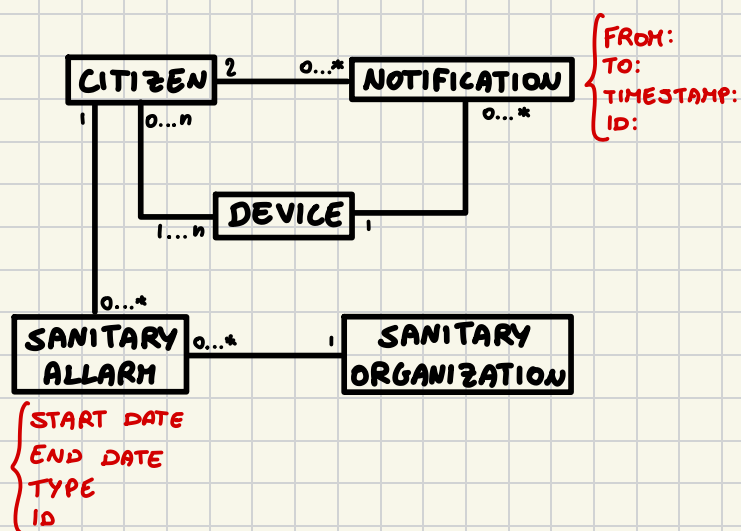 CITIZEN
2
0...*
NOTIFICATION
FROM:
TO:
TIMESTAMP:
ID:
1
0...n
0...*
DEVICE
1...n
1
0...*
SANITARY
ALLARM
0...*
1
SANITARY
ORGANIZATION
START DATE
END DATE
TYPE
ID